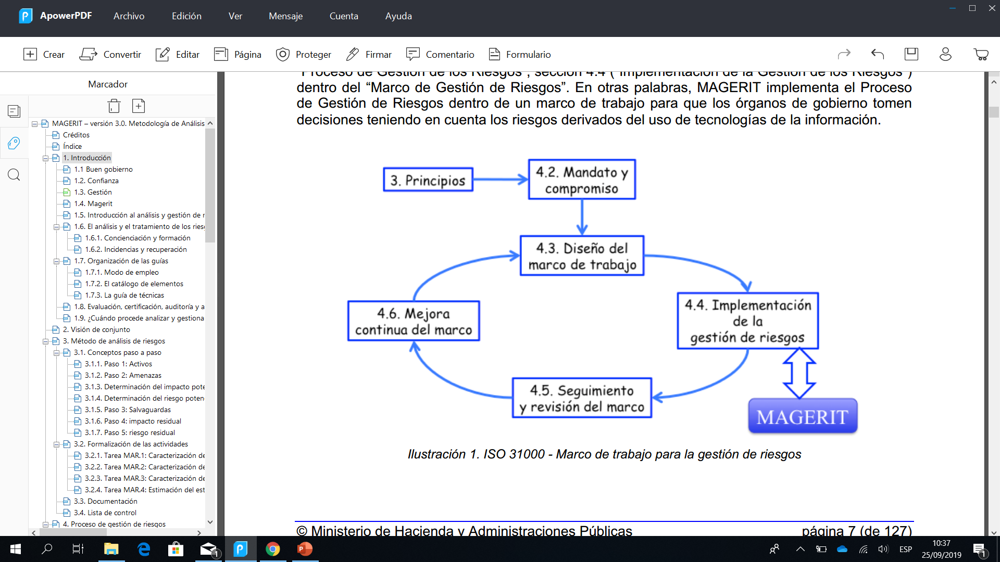 ApowerPDF
Archivo
Edición
Ver
Mensaje
Cuenta
Ayuda
Crear
Convertir
Editar
Página
Proteger
Firmar
Comentario
Formulario
Marcador
MAGERIT – versión 3.0. Metodología de Análisis
Créditos
Índice
1. Introducción
1.1 Buen gobierno
1.2. Confianza
1.3. Gestión
1.4. Magerit
1.5. Introducción al análisis y gestión de r
1.6. El análisis y el tratamiento de los ries
1.6.1. Concienciación y formación
1.6.2. Incidencias y recuperación
1.7. Organización de las guías
1.7.1. Modo de empleo
1.7.2. El catálogo de elementos
1.7.3. La guía de técnicas
1.8. Evaluación, certificación, auditoría y a
1.9. ¿Cuándo procede analizar y gestiona
2. Visión de conjunto
3. Método de análisis de riesgos
3.1. Conceptos paso a paso
3.1.1. Paso 1: Activos
3.1.2. Paso 2: Amenazas
3.1.3. Determinación del impacto pote
3.1.4. Determinación del riesgo poten
3.1.5. Paso 3: Salvaguardas
3.1.6. Paso 4: impacto residual
3.1.7. Paso 5: riesgo residual
3.2. Formalización de las actividades
3.2.1. Tarea MAR.1: Caracterización de
3.2.2. Tarea MAR.2: Caracterización de
3.2.3. Tarea MAR.3: Caracterización de
3.2.4. Tarea MAR.4: Estimación del est
3.3. Documentación
3.4. Lista de control
4. Proceso de gestión de riesgos
"Proceso de Gestión de los Riesgos", sección 4.4 ("Implementación de la Gestión de los Riesgos")
dentro del “Marco de Gestión de Riesgos”. En otras palabras, MAGERIT implementa el Proceso
de Gestión de Riesgos dentro de un marco de trabajo para que los órganos de gobierno tomen
decisiones teniendo en cuenta los riesgos derivados del uso de tecnologías de la información.
3. Principios
4.2. Mandato y
compromiso
4.3. Diseño del
marco de trabajo
4.6. Mejora
continua del marco
4.4. Implementación
de la
gestión de riesgos
4.5. Seguimiento
y revisión del marco
MAGERIT
Ilustración 1. ISO 31000 - Marco de trabajo para la gestión de riesgos
© Ministerio de Hacienda y Administraciones Públicas
página 7 (de 127)
1
ESP
10:37
25/09/2019
1